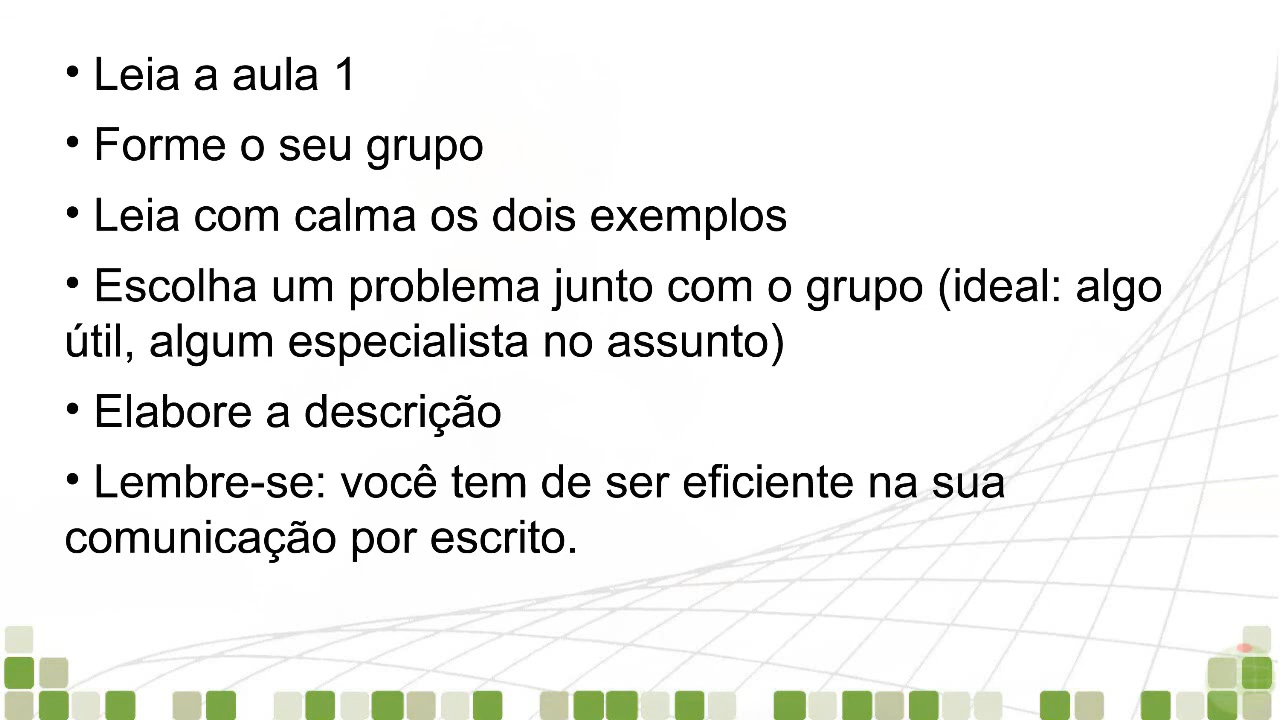 • Leia a aula 1
• Forme o seu grupo
• Leia com calma os dois exemplos
• Escolha um problema junto com o grupo (ideal: algo
útil, algum especialista no assunto)
• Elabore a descrição
• Lembre-se: você tem de ser eficiente na sua
comunicação por escrito.